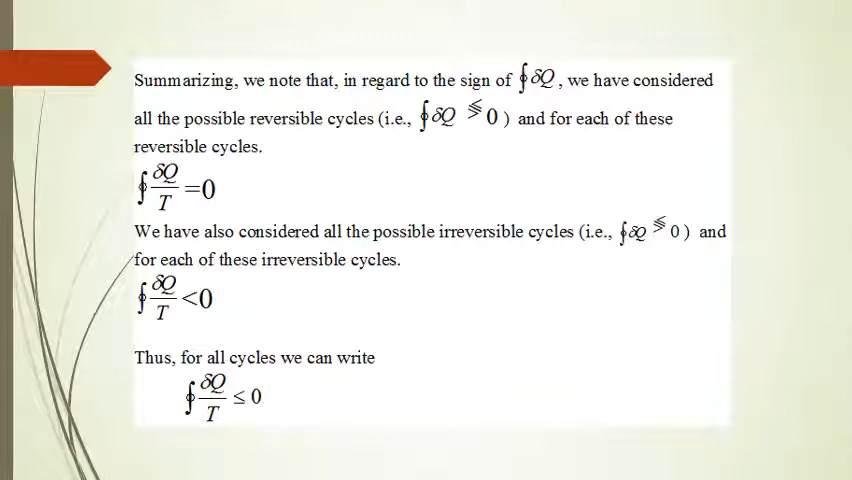 Summarizing, we note that, in regard to the sign of ∮δQ, we have considered
all the possible reversible cycles (i.e., ∮δQ ⪋ 0 ) and for each of these
reversible cycles.
∮ δQ/T =0
We have also considered all the possible irreversible cycles (i.e., ∮δQ ⪋ 0 ) and
for each of these irreversible cycles.
∮ δQ/T <0
Thus, for all cycles we can write
∮ δQ/T ≤ 0